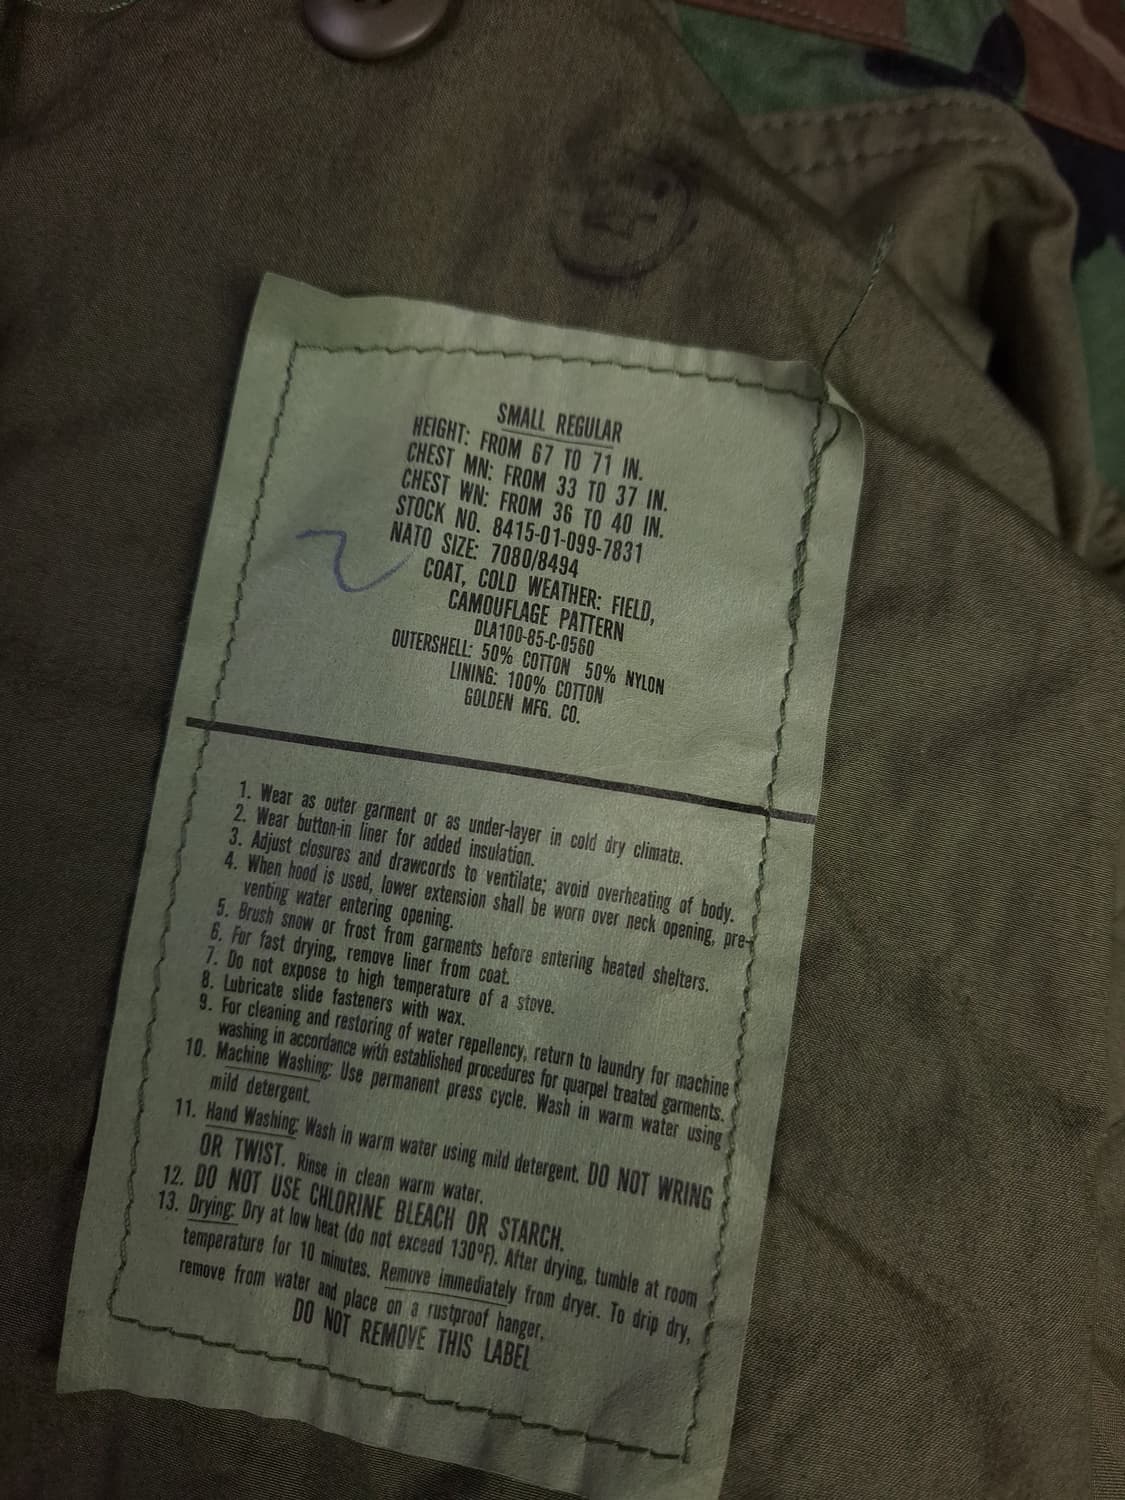 SMALL REGULAR
HEIGHT: FROM 67 TO 71 IN.
CHEST MN: FROM 33 TO 37 IN.
CHEST WN: FROM 36 TO 40 IN.
STOCK NO. 8415-01-099-7831
NATO SIZE: 7080/8494
COAT, COLD WEATHER: FIELD,
CAMOUFLAGE PATTERN
DLA100-85-C-0560
OUTERSHELL: 50% COTTON 50% NYLON
LINING: 100% COTTON
GOLDEN MFG. CO.
1. Wear as outer garment or as under-layer in cold dry climate.
2. Wear button-in liner for added insulation.
3. Adjust closures and drawcords to ventilate; avoid overheating of body.
4. When hood is used, lower extension shall be worn over neck opening, pre-
venting water entering opening.
5. Brush snow or frost from garments before entering heated shelters.
6. For fast drying, remove liner from coat.
7. Do not expose to high temperature of a stove.
8. Lubricate slide fasteners with wax.
9. For cleaning and restoring of water repellency, return to laundry for machine
washing in accordance with established procedures for quarpel treated garments.
10. Machine Washing: Use permanent press cycle. Wash in warm water using
mild detergent.
11. Hand Washing: Wash in warm water using mild detergent. DO NOT WRING
OR TWIST. Rinse in clean warm water.
12. DO NOT USE CHLORINE BLEACH OR STARCH.
13. Drying: Dry at low heat (do not exceed 130ºF). After drying, tumble at room
temperature for 10 minutes. Remove immediately from dryer. To drip dry,
remove from water and place on a rustproof hanger.
DO NOT REMOVE THIS LABEL